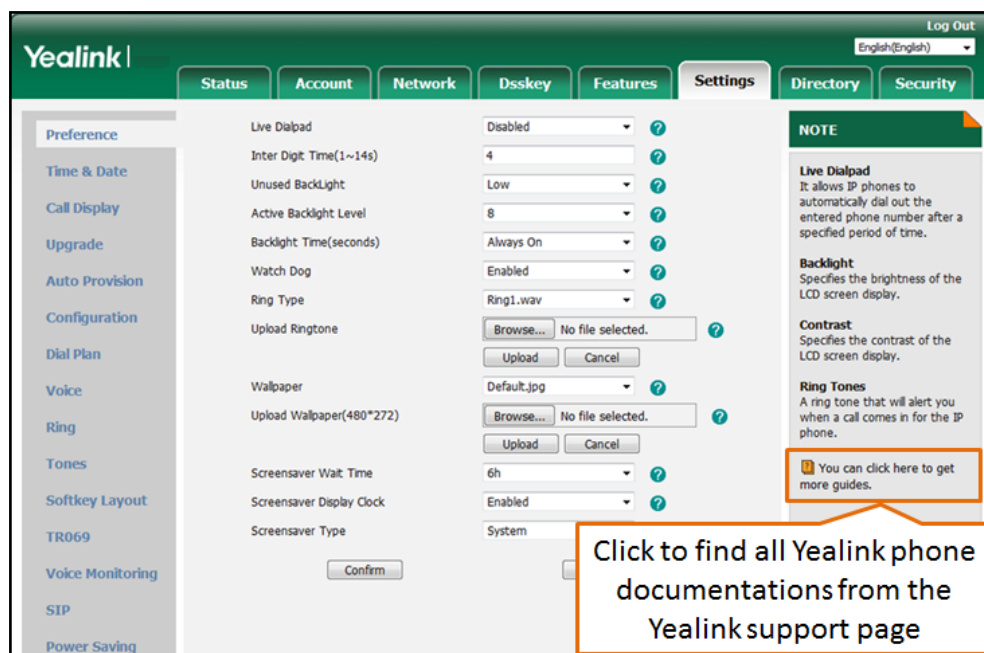 Log Out
Yealink
English(English)
Status Account Network Dsskey Features Settings Directory Security
Preference
Time & Date
Call Display
Upgrade
Auto Provision
Configuration
Dial Plan
Voice
Ring
Tones
Softkey Layout
TR069
Voice Monitoring
SIP
Power Saving
Live Dialpad Disabled
Inter Digit Time(1~14s) 4
Unused BackLight Low
Active Backlight Level 8
Backlight Time(seconds) Always On
Watch Dog Enabled
Ring Type Ring1.wav
Upload Ringtone Browse... No file selected.
Upload Cancel
Wallpaper Default.jpg
Upload Wallpaper(480*272) Browse... No file selected.
Upload Cancel
Screensaver Wait Time 6h
Screensaver Display Clock Enabled
Screensaver Type System
Confirm
NOTE
Live Dialpad
It allows IP phones to
automatically dial out the
entered phone number after a
specified period of time.
Backlight
Specifies the brightness of the
LCD screen display.
Contrast
Specifies the contrast of the
LCD screen display.
Ring Tones
A ring tone that will alert you
when a call comes in for the IP
phone.
You can click here to get
more guides.
Click to find all Yealink phone
documentations from the
Yealink support page